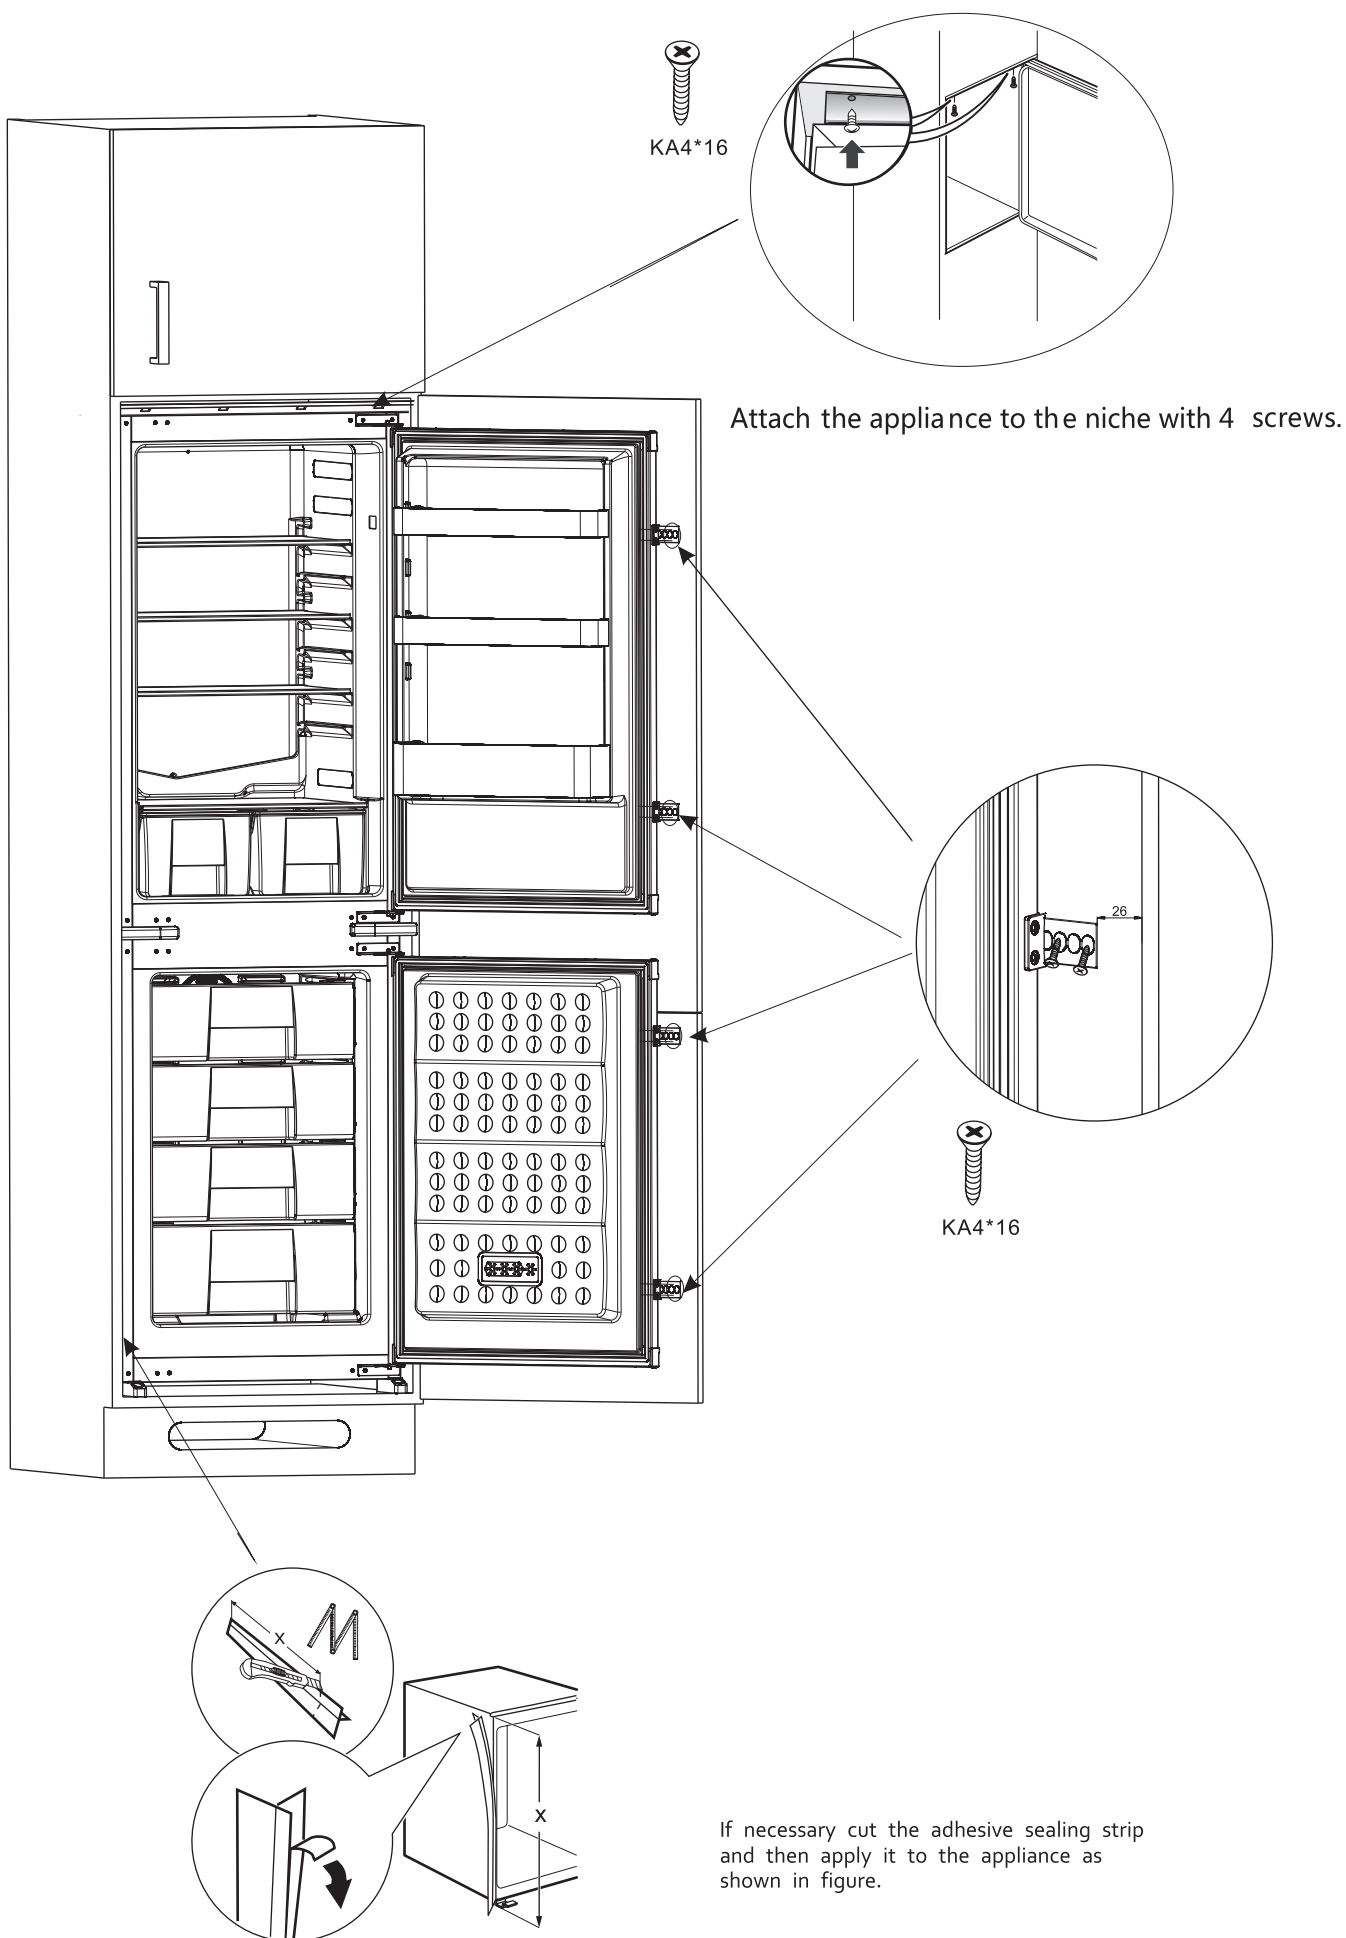 KA4*16
Attach the appliance to the niche with 4 screws.
26
KA4*16
x
x
If necessary cut the adhesive sealing strip
and then apply it to the appliance as
shown in figure.